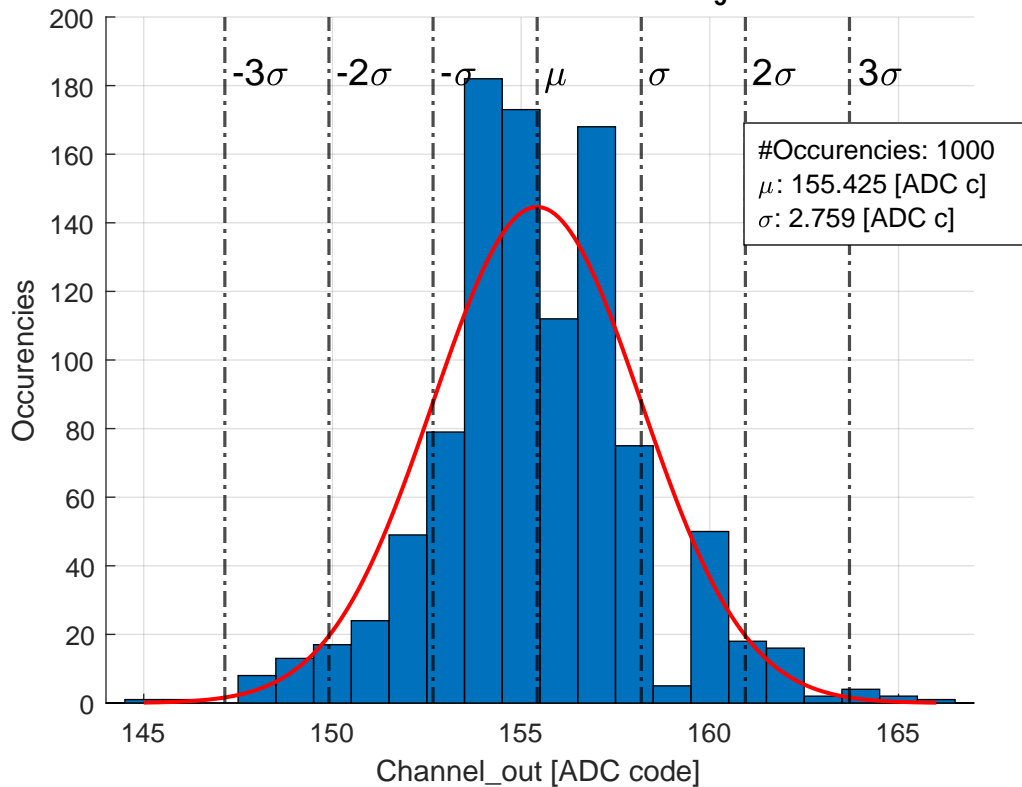 200
180
160
140
120
100
80
60
40
20
0
-3σ
-2σ
-σ
μ
σ
2σ
3σ
#Occurencies: 1000
μ: 155.425 [ADC c]
σ: 2.759 [ADC c]
Occurencies
145
150
155
160
165
Channel_out [ADC code]